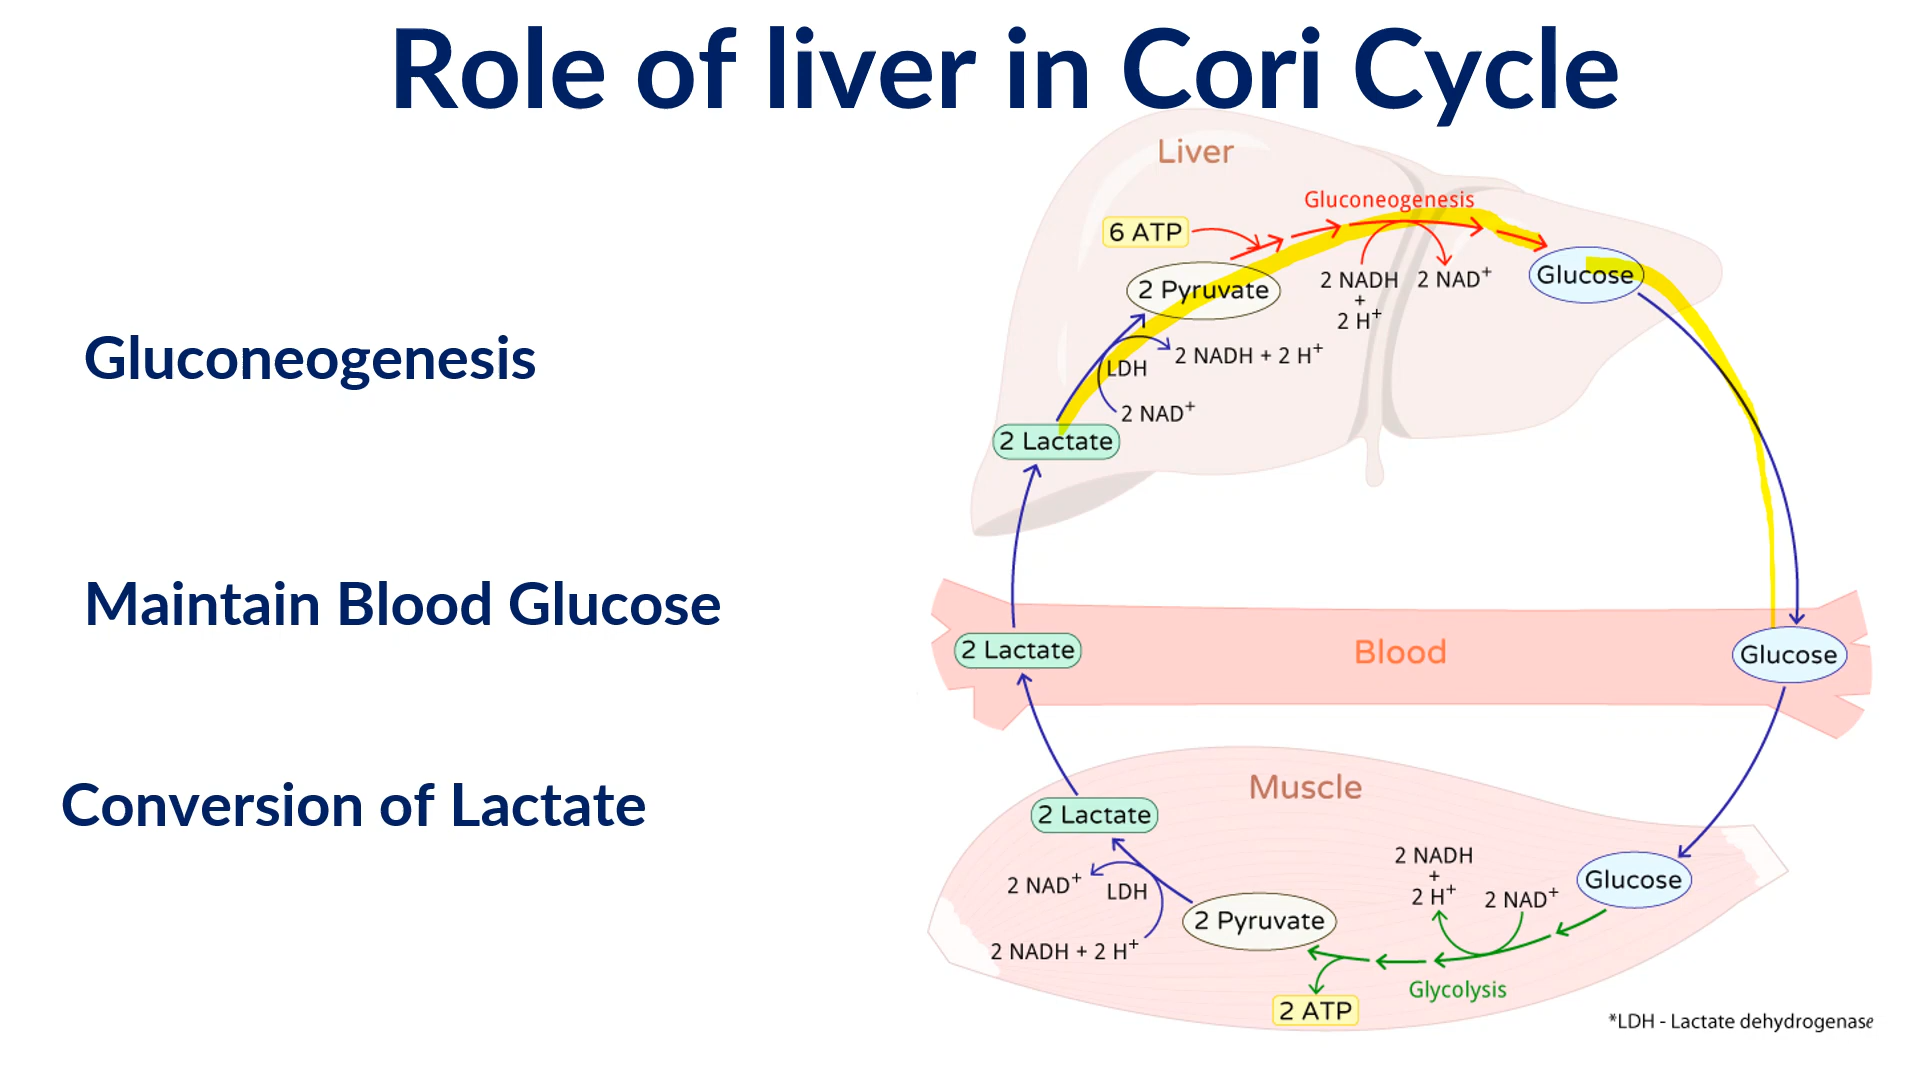 Role of liver in Cori Cycle
Gluconeogenesis
Maintain Blood Glucose
Conversion of Lactate
Liver
Gluconeogenesis
6 ATP
2 Pyruvate
2 NADH
+
2 H⁺
2 NAD⁺
Glucose
2 NADH + 2 H⁺
LDH
2 NAD⁺
2 Lactate
2 Lactate
Blood
Glucose
Muscle
2 Lactate
2 NAD⁺
LDH
2 NADH + 2 H⁺
2 Pyruvate
2 NADH
+
2 H⁺
2 NAD⁺
Glucose
Glycolysis
2 ATP
*LDH - Lactate dehydrogenase